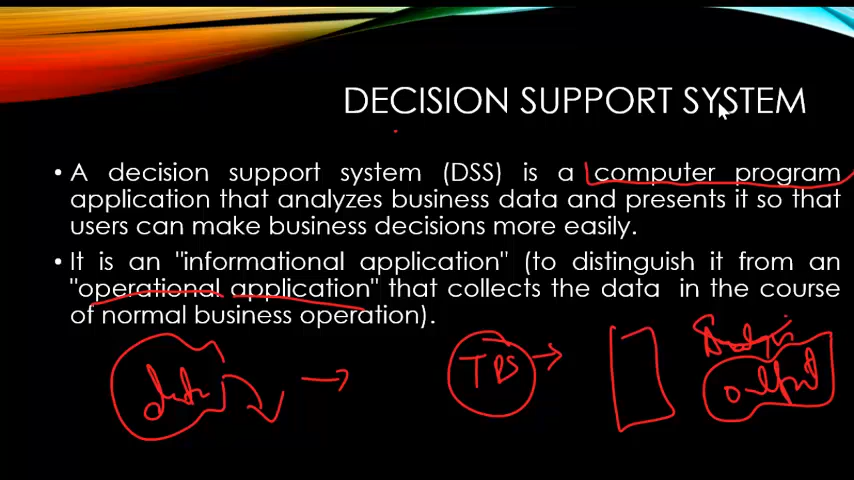 DECISION SUPPORT SYSTEM
• A decision support system (DSS) is a computer program
application that analyzes business data and presents it so that
users can make business decisions more easily.
• It is an "informational application" (to distinguish it from an
"operational application" that collects the data in the course
of normal business operation).
Analysis
data
TPS
output